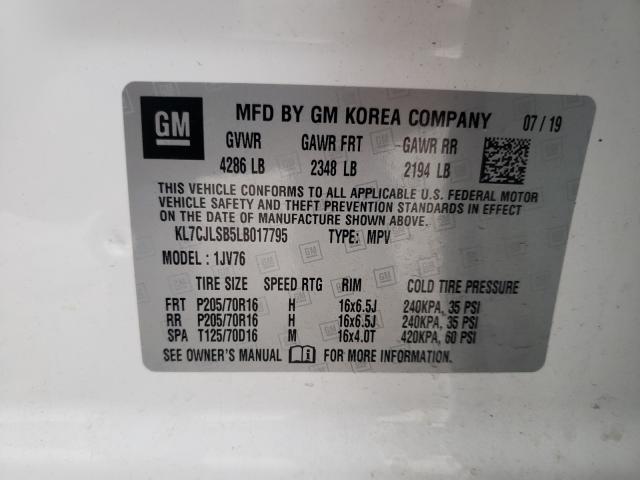 GM MFD BY GM KOREA COMPANY 07/19
GVWR GAWR FRT GAWR RR
4286 LB 2348 LB 2194 LB
THIS VEHICLE CONFORMS TO ALL APPLICABLE U.S. FEDERAL MOTOR
VEHICLE SAFETY AND THEFT PREVENTION STANDARDS IN EFFECT
ON THE DATE OF MANUFACTURE SHOWN ABOVE.
KL7CJLSB5LB017795 TYPE: MPV
MODEL : 1JV76
TIRE SIZE SPEED RTG RIM COLD TIRE PRESSURE
FRT P205/70R16 H 16x6.5J 240KPA, 35 PSI
RR P205/70R16 H 16x6.5J 240KPA, 35 PSI
SPA T125/70D16 M 16x4.0T 420KPA, 60 PSI
SEE OWNER'S MANUAL FOR MORE INFORMATION.